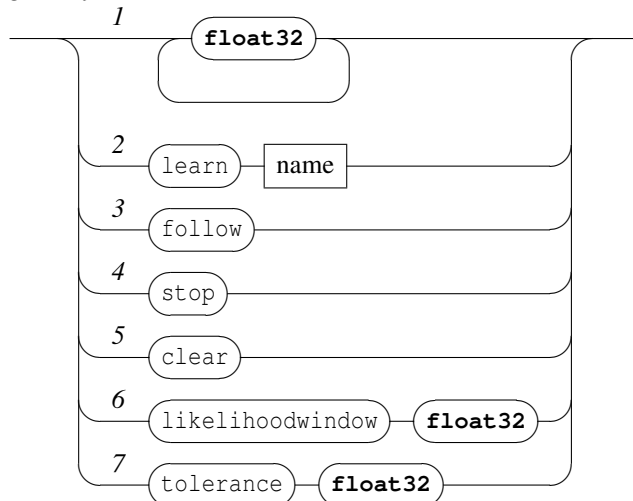 1 float32
2 learn name
3 follow
4 stop
5 clear
6 likelihoodwindow float32
7 tolerance float32